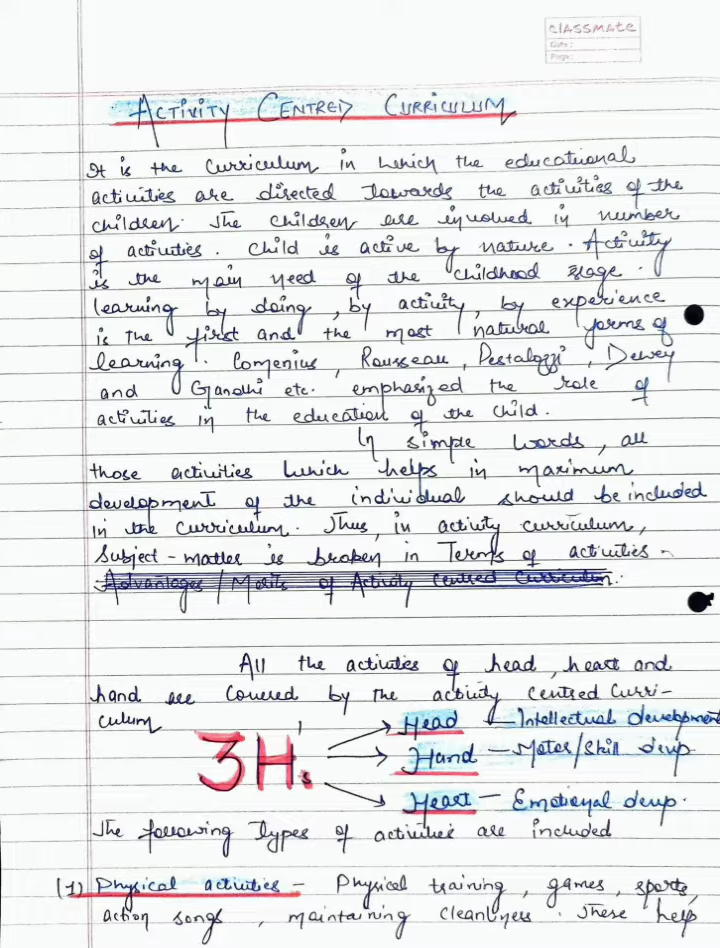 classmate
Date :
Page :
ACTIVITY CENTRED CURRICULUM
It is the curriculum in which the educational
activities are directed towards the activities of the
children. The children are involved in number
of activities. Child is active by nature. Activity
is the main need of the childhood stage.
learning by doing, by activity, by experience
is the first and the most natural forms of
learning. Comenius, Rousseau, Pestalozzi, Dewey
and Gandhi etc. emphasized the role of
activities in the education of the child.
In simple words, all
those activities which helps in maximum
development of the individual should be included
in the curriculum. Thus, in activity curriculum,
Subject-matter is broken in Terms of activities -
Advantages/Merits of Activity centred Curriculum.
All the activities of head, heart and
hand are covered by the activity centred Curri-
culum
3Hs
Head - Intellectual development
Hand - Motor/Skill devp.
Heart - Emotional devp.
The following Types of activities are included
(1) Physical activities - Physical training, games, sports,
action songs, maintaining cleanliness. These help